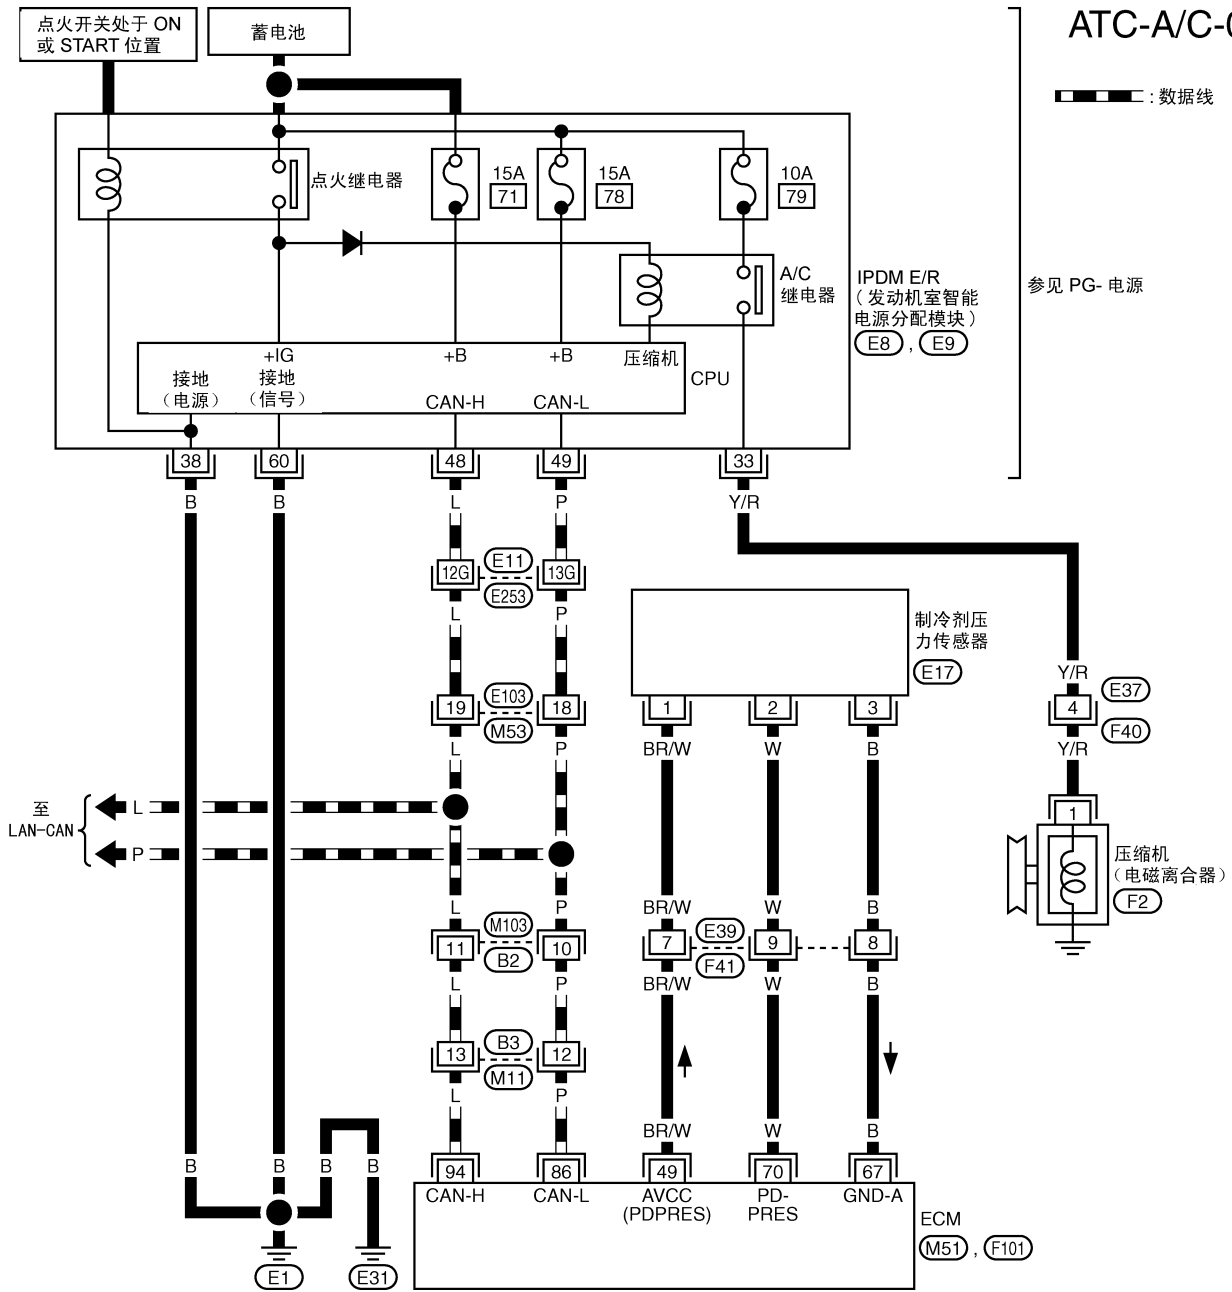 点火开关处于 ON
或 START 位置
蓄电池
ATC-A/C-0
: 数据线
点火继电器
15A
71
15A
78
10A
79
A/C
继电器
IPDM E/R
（发动机室智能
电源分配模块）
E8 , E9
参见 PG- 电源
+IG
+B
+B
压缩机
CPU
接地
（电源）
接地
（信号）
CAN-H
CAN-L
38
60
48
49
33
B
B
L
P
Y/R
12G
E11
13G
E253
L
P
制冷剂压
力传感器
E17
Y/R
19
E103
18
M53
1
2
3
4
E37
F40
L
P
BR/W
W
B
Y/R
至
LAN-CAN
L
P
1
压缩机
（电磁离合器）
F2
L
P
BR/W
W
B
11
M103
10
B2
7
E39
9
8
F41
L
P
BR/W
W
B
13
B3
12
M11
L
P
BR/W
W
B
B
B
B
B
94
86
49
70
67
CAN-H
CAN-L
AVCC
(PDPRES)
PD-
PRES
GND-A
ECM
M51 , F101
E1
E31